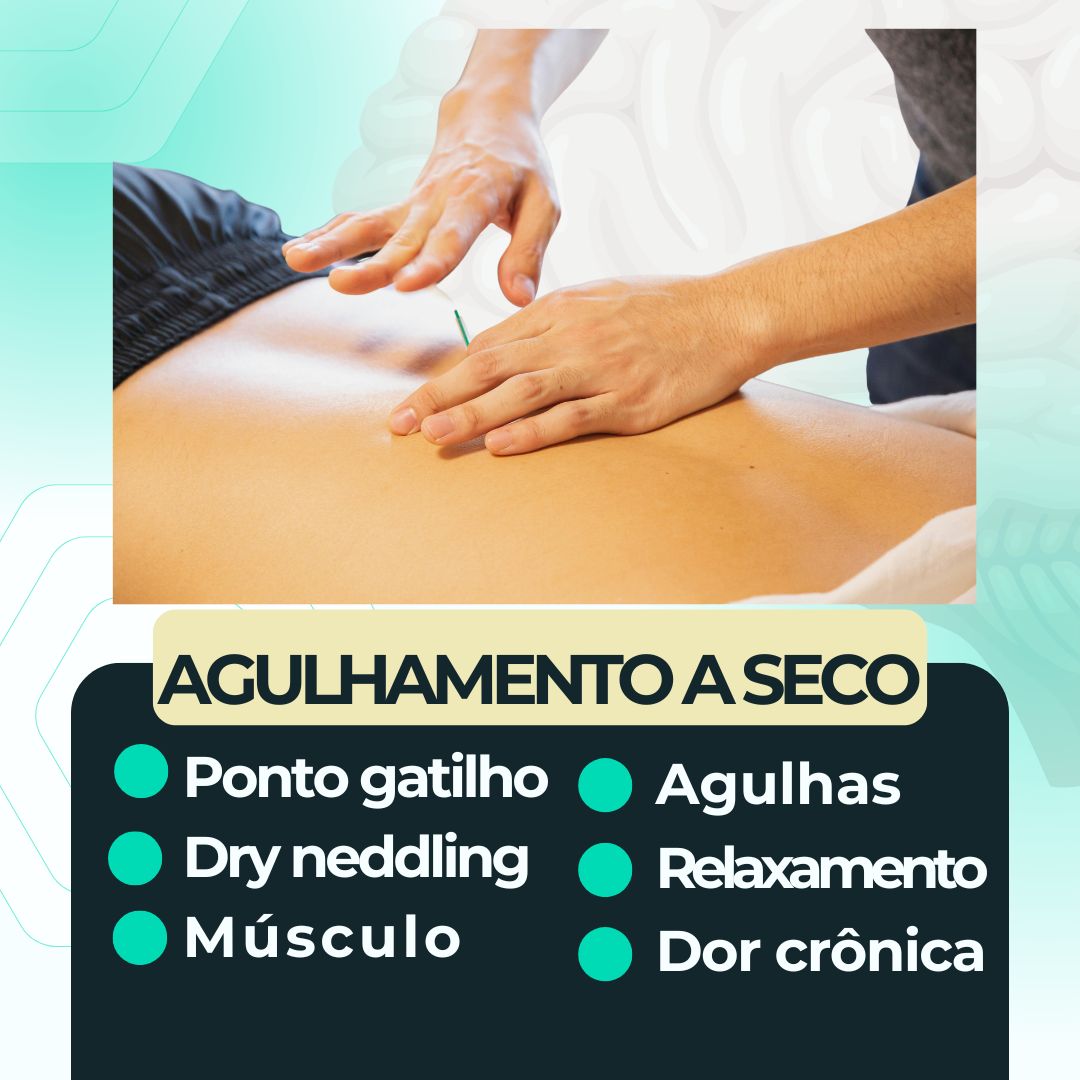 AGULHAMENTO A SECO
Ponto gatilho
Dry neddling
Músculo
Agulhas
Relaxamento
Dor crônica